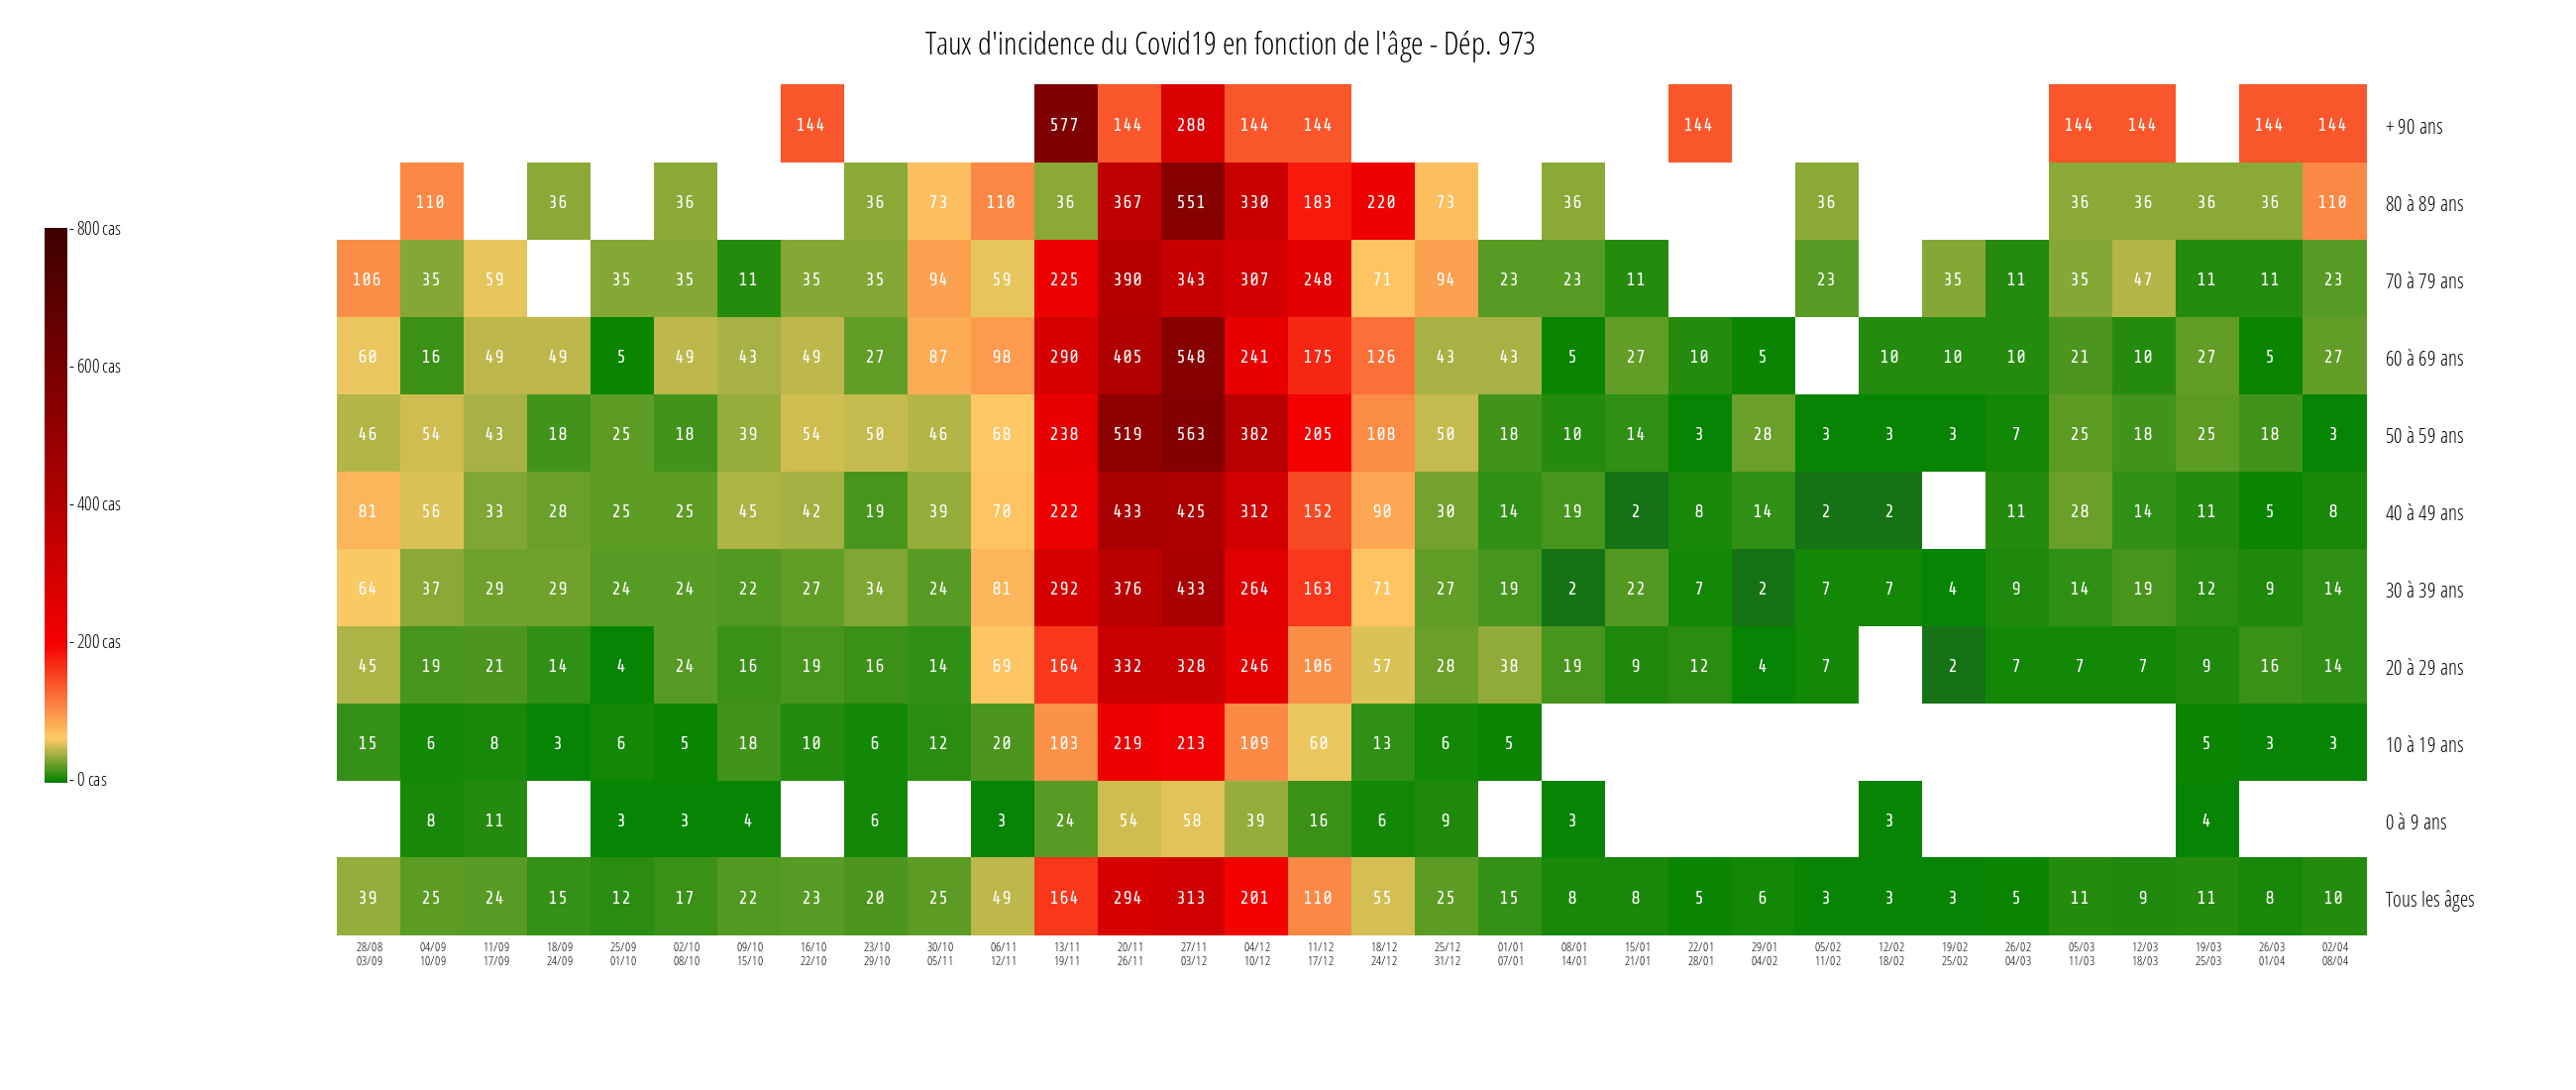 Taux d'incidence du Covid19 en fonction de l'âge - Dép. 973
144 577 144 288 144 144 144 144 144 144 144 + 90 ans
110 36 36 36 73 110 36 367 551 330 183 220 73 36 36 36 36 36 36 110 80 à 89 ans
106 35 59 35 35 11 35 35 94 59 225 390 343 307 248 71 94 23 23 11 23 35 11 35 47 11 11 23 70 à 79 ans
60 16 49 49 5 49 43 49 27 87 98 290 405 548 241 175 126 43 43 5 27 10 5 10 10 10 21 10 27 5 27 60 à 69 ans
46 54 43 18 25 18 39 54 50 46 68 238 519 563 382 205 108 50 18 10 14 3 28 3 3 3 7 25 18 25 18 3 50 à 59 ans
81 56 33 28 25 25 45 42 19 39 70 222 433 425 312 152 90 30 14 19 2 8 14 2 2 11 28 14 11 5 8 40 à 49 ans
64 37 29 29 24 24 22 27 34 24 81 292 376 433 264 163 71 27 19 2 22 7 2 7 7 4 9 14 19 12 9 14 30 à 39 ans
45 19 21 14 4 24 16 19 16 14 69 164 332 328 246 106 57 28 38 19 9 12 4 7 2 7 7 7 9 16 14 20 à 29 ans
15 6 8 3 6 5 18 10 6 12 20 103 219 213 109 60 13 6 5 5 3 3 10 à 19 ans
8 11 3 3 4 6 3 24 54 58 39 16 6 9 3 3 4 0 à 9 ans
39 25 24 15 12 17 22 23 20 25 49 164 294 313 201 110 55 25 15 8 8 5 6 3 3 3 5 11 9 11 8 10 Tous les âges
28/08 04/09 11/09 18/09 25/09 02/10 09/10 16/10 23/10 30/10 06/11 13/11 20/11 27/11 04/12 11/12 18/12 25/12 01/01 08/01 15/01 22/01 29/01 05/02 12/02 19/02 26/02 05/03 12/03 19/03 26/03 02/04
03/09 10/09 17/09 24/09 01/10 08/10 15/10 22/10 29/10 05/11 12/11 19/11 26/11 03/12 10/12 17/12 24/12 31/12 07/01 14/01 21/01 28/01 04/02 11/02 18/02 25/02 04/03 11/03 18/03 25/03 01/04 08/04
- 800 cas
- 600 cas
- 400 cas
- 200 cas
- 0 cas